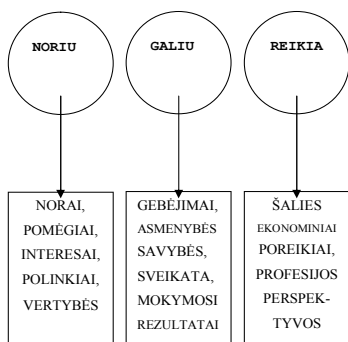 NORIU
GALIU
REIKIA
NORAI,
POMĖGIAI,
INTERESAI,
POLINKIAI,
VERTYBĖS
GEBĖJIMAI,
ASMENYBĖS
SAVYBĖS,
SVEIKATA,
MOKYMOSI
REZULTATAI
ŠALIES
EKONOMINIAI
POREIKIAI,
PROFESIJOS
PERSPEK-
TYVOS